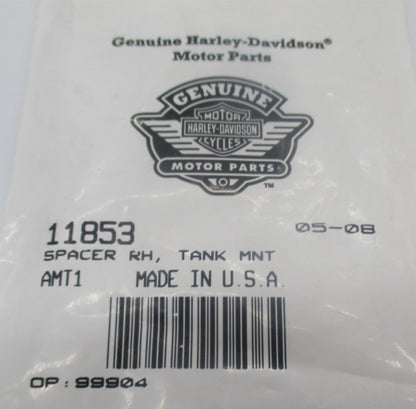 Genuine Harley-Davidson®
Motor Parts
GENUINE
MOTOR
HARLEY-DAVIDSON
CYCLES
MOTOR PARTS
TM
11853 05-08
SPACER RH, TANK MNT
AMT1 MADE IN U.S.A.
OP: 99904